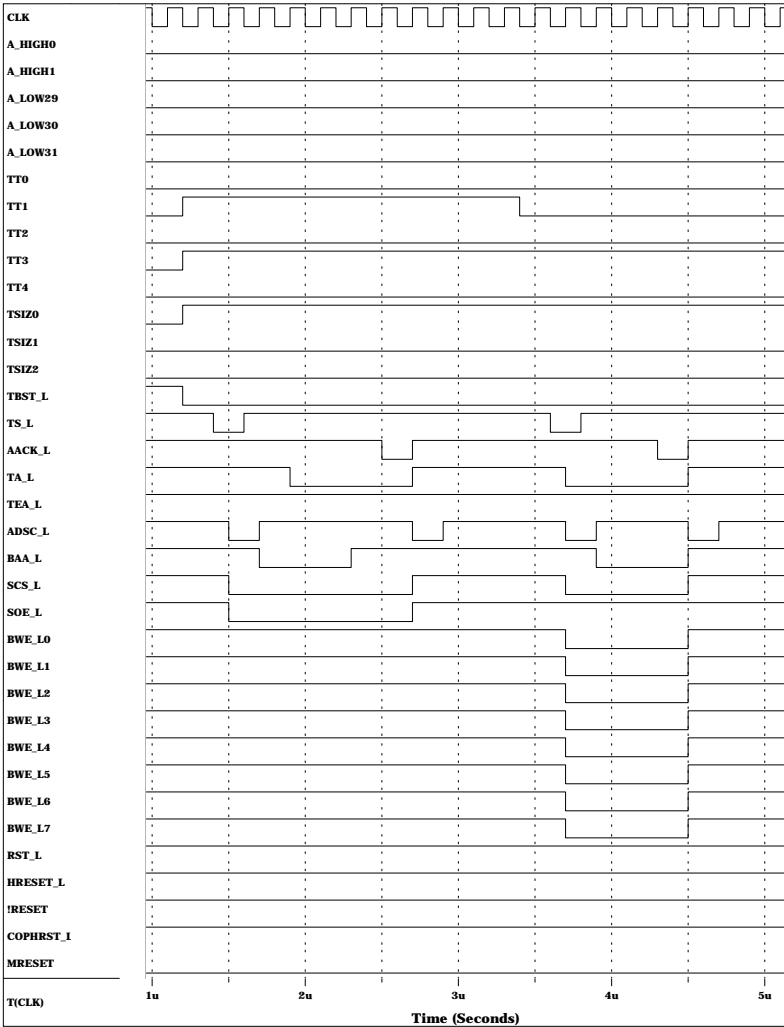 CLK
A_HIGH0
A_HIGH1
A_LOW29
A_LOW30
A_LOW31
TT0
TT1
TT2
TT3
TT4
TSIZ0
TSIZ1
TSIZ2
TBST_L
TS_L
AACK_L
TA_L
TEA_L
ADSC_L
BAA_L
SCS_L
SOE_L
BWE_L0
BWE_L1
BWE_L2
BWE_L3
BWE_L4
BWE_L5
BWE_L6
BWE_L7
RST_L
HRESET_L
!RESET
COPHRST_L
MRESET
T(CLK) 1u 2u 3u 4u 5u
Time (Seconds)